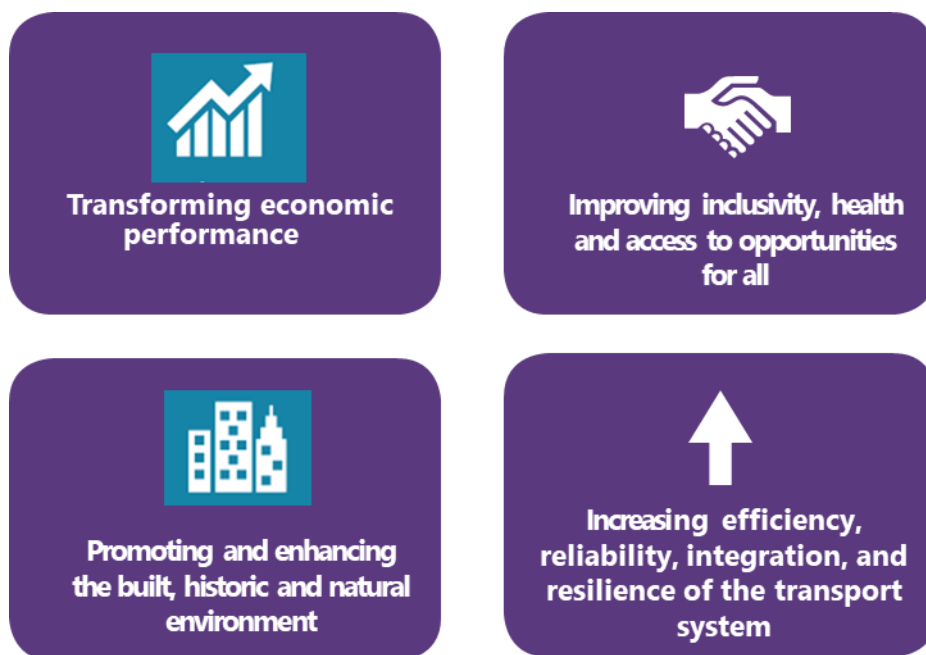 Transforming economic
performance
Improving inclusivity, health
and access to opportunities
for all
Promoting and enhancing
the built, historic and natural
environment
Increasing efficiency,
reliability, integration, and
resilience of the transport
system